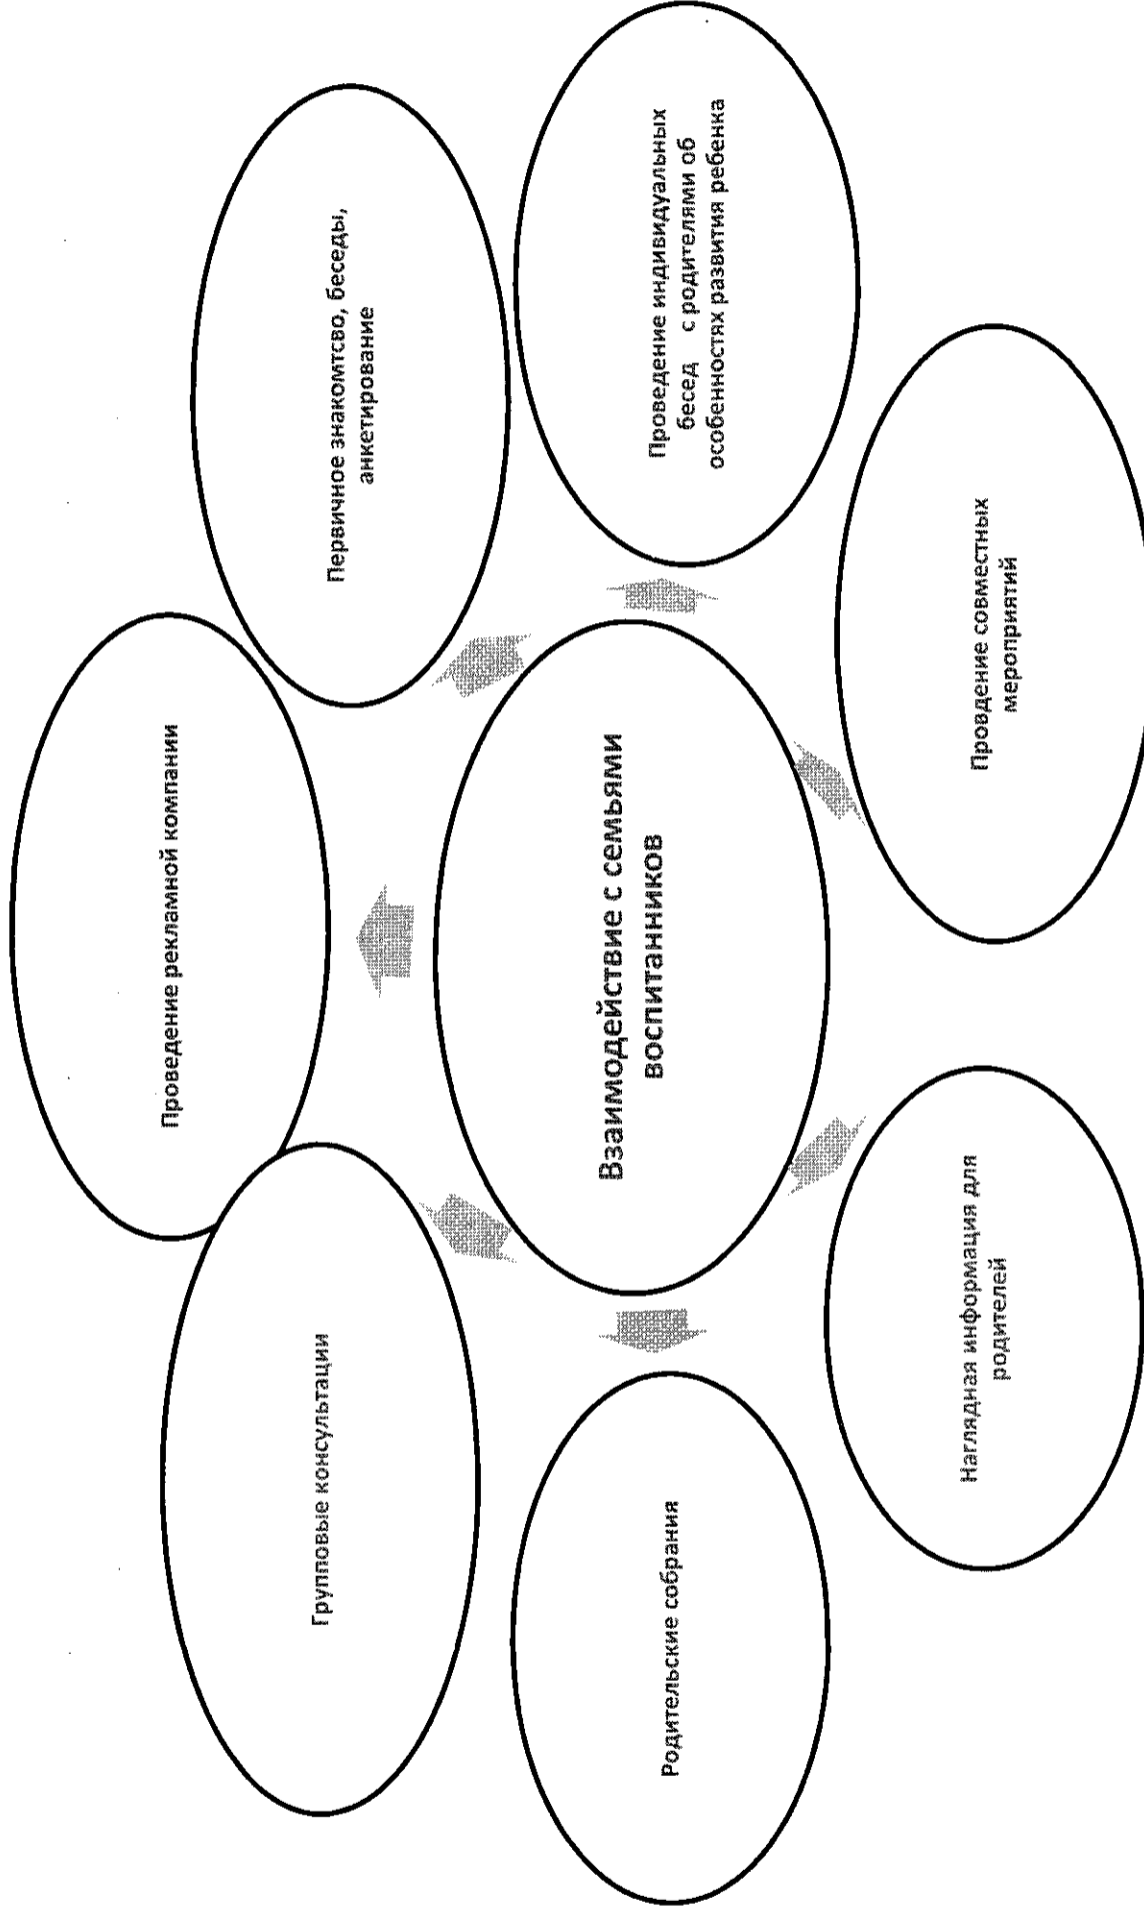 Проведение рекламной компании
Групповые консультации
Первичное знакомтсво, беседы,
анкетирование
Взаимодействие с семьями
воспитанников
Родительские собрания
Проведение индивидуальных
бесед с родителями об
особенностях развития ребенка
Наглядная информация для
родителей
Провдение совместных
мероприятий